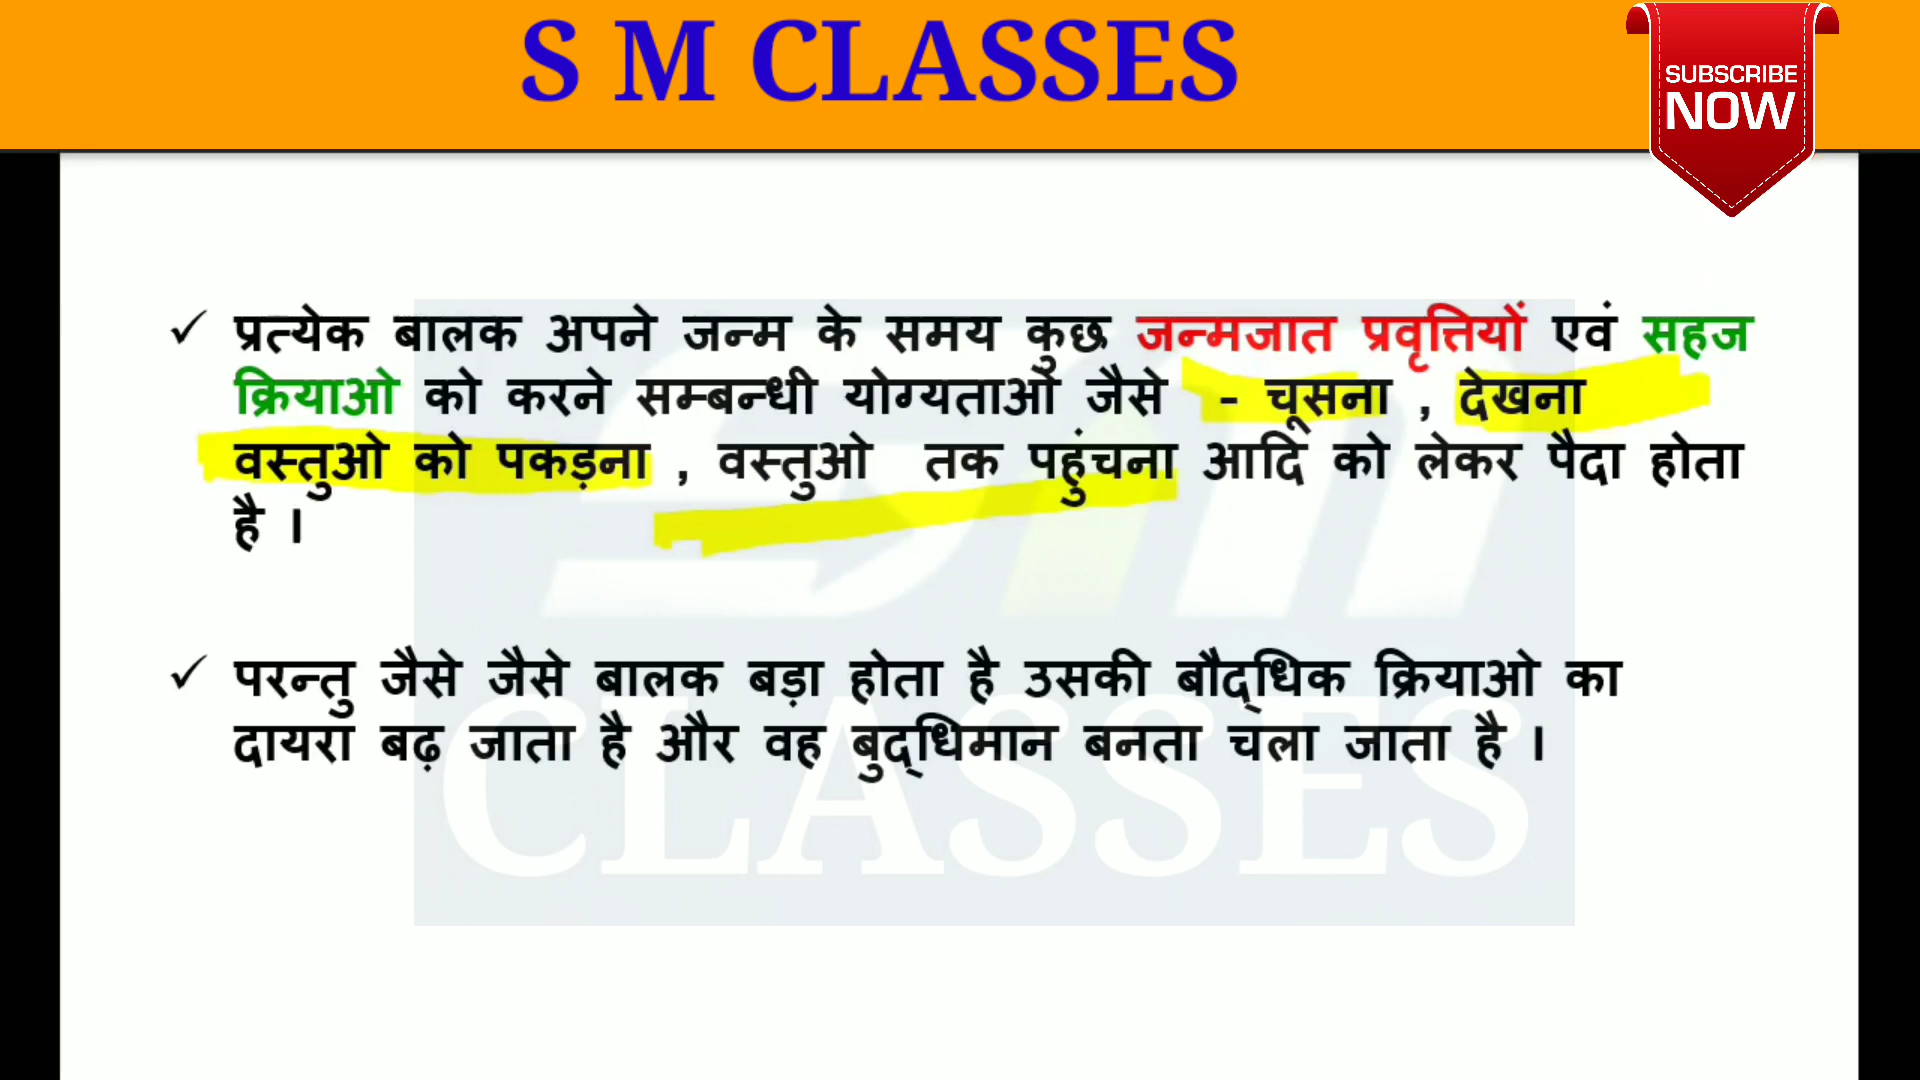 S M CLASSES
SUBSCRIBE
NOW
✓ प्रत्येक बालक अपने जन्म के समय कुछ जन्मजात प्रवृत्तियों एवं सहज
क्रियाओ को करने सम्बन्धी योग्यताओं जैसे - चूसना , देखना
वस्तुओ को पकड़ना , वस्तुओ तक पहुंचना आदि को लेकर पैदा होता
है ।
✓ परन्तु जैसे जैसे बालक बड़ा होता है उसकी बौद्धिक क्रियाओ का
दायरा बढ़ जाता है और वह बुद्धिमान बनता चला जाता है ।
Sm
CLASSES